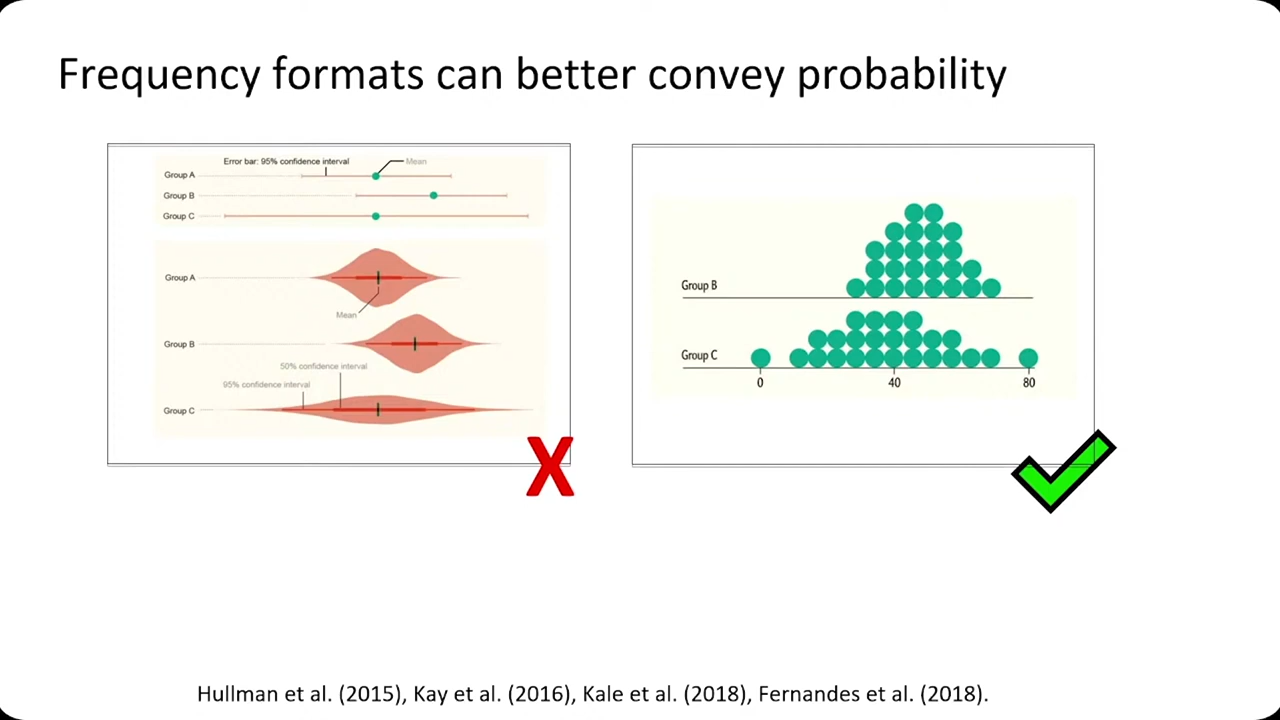 Frequency formats can better convey probability
Error bar: 95% confidence interval
Mean
Group A
Group B
Group C
Group A
Mean
Group B
50% confidence interval
95% confidence interval
Group C
X
Group B
Group C
0 40 80
Hullman et al. (2015), Kay et al. (2016), Kale et al. (2018), Fernandes et al. (2018).